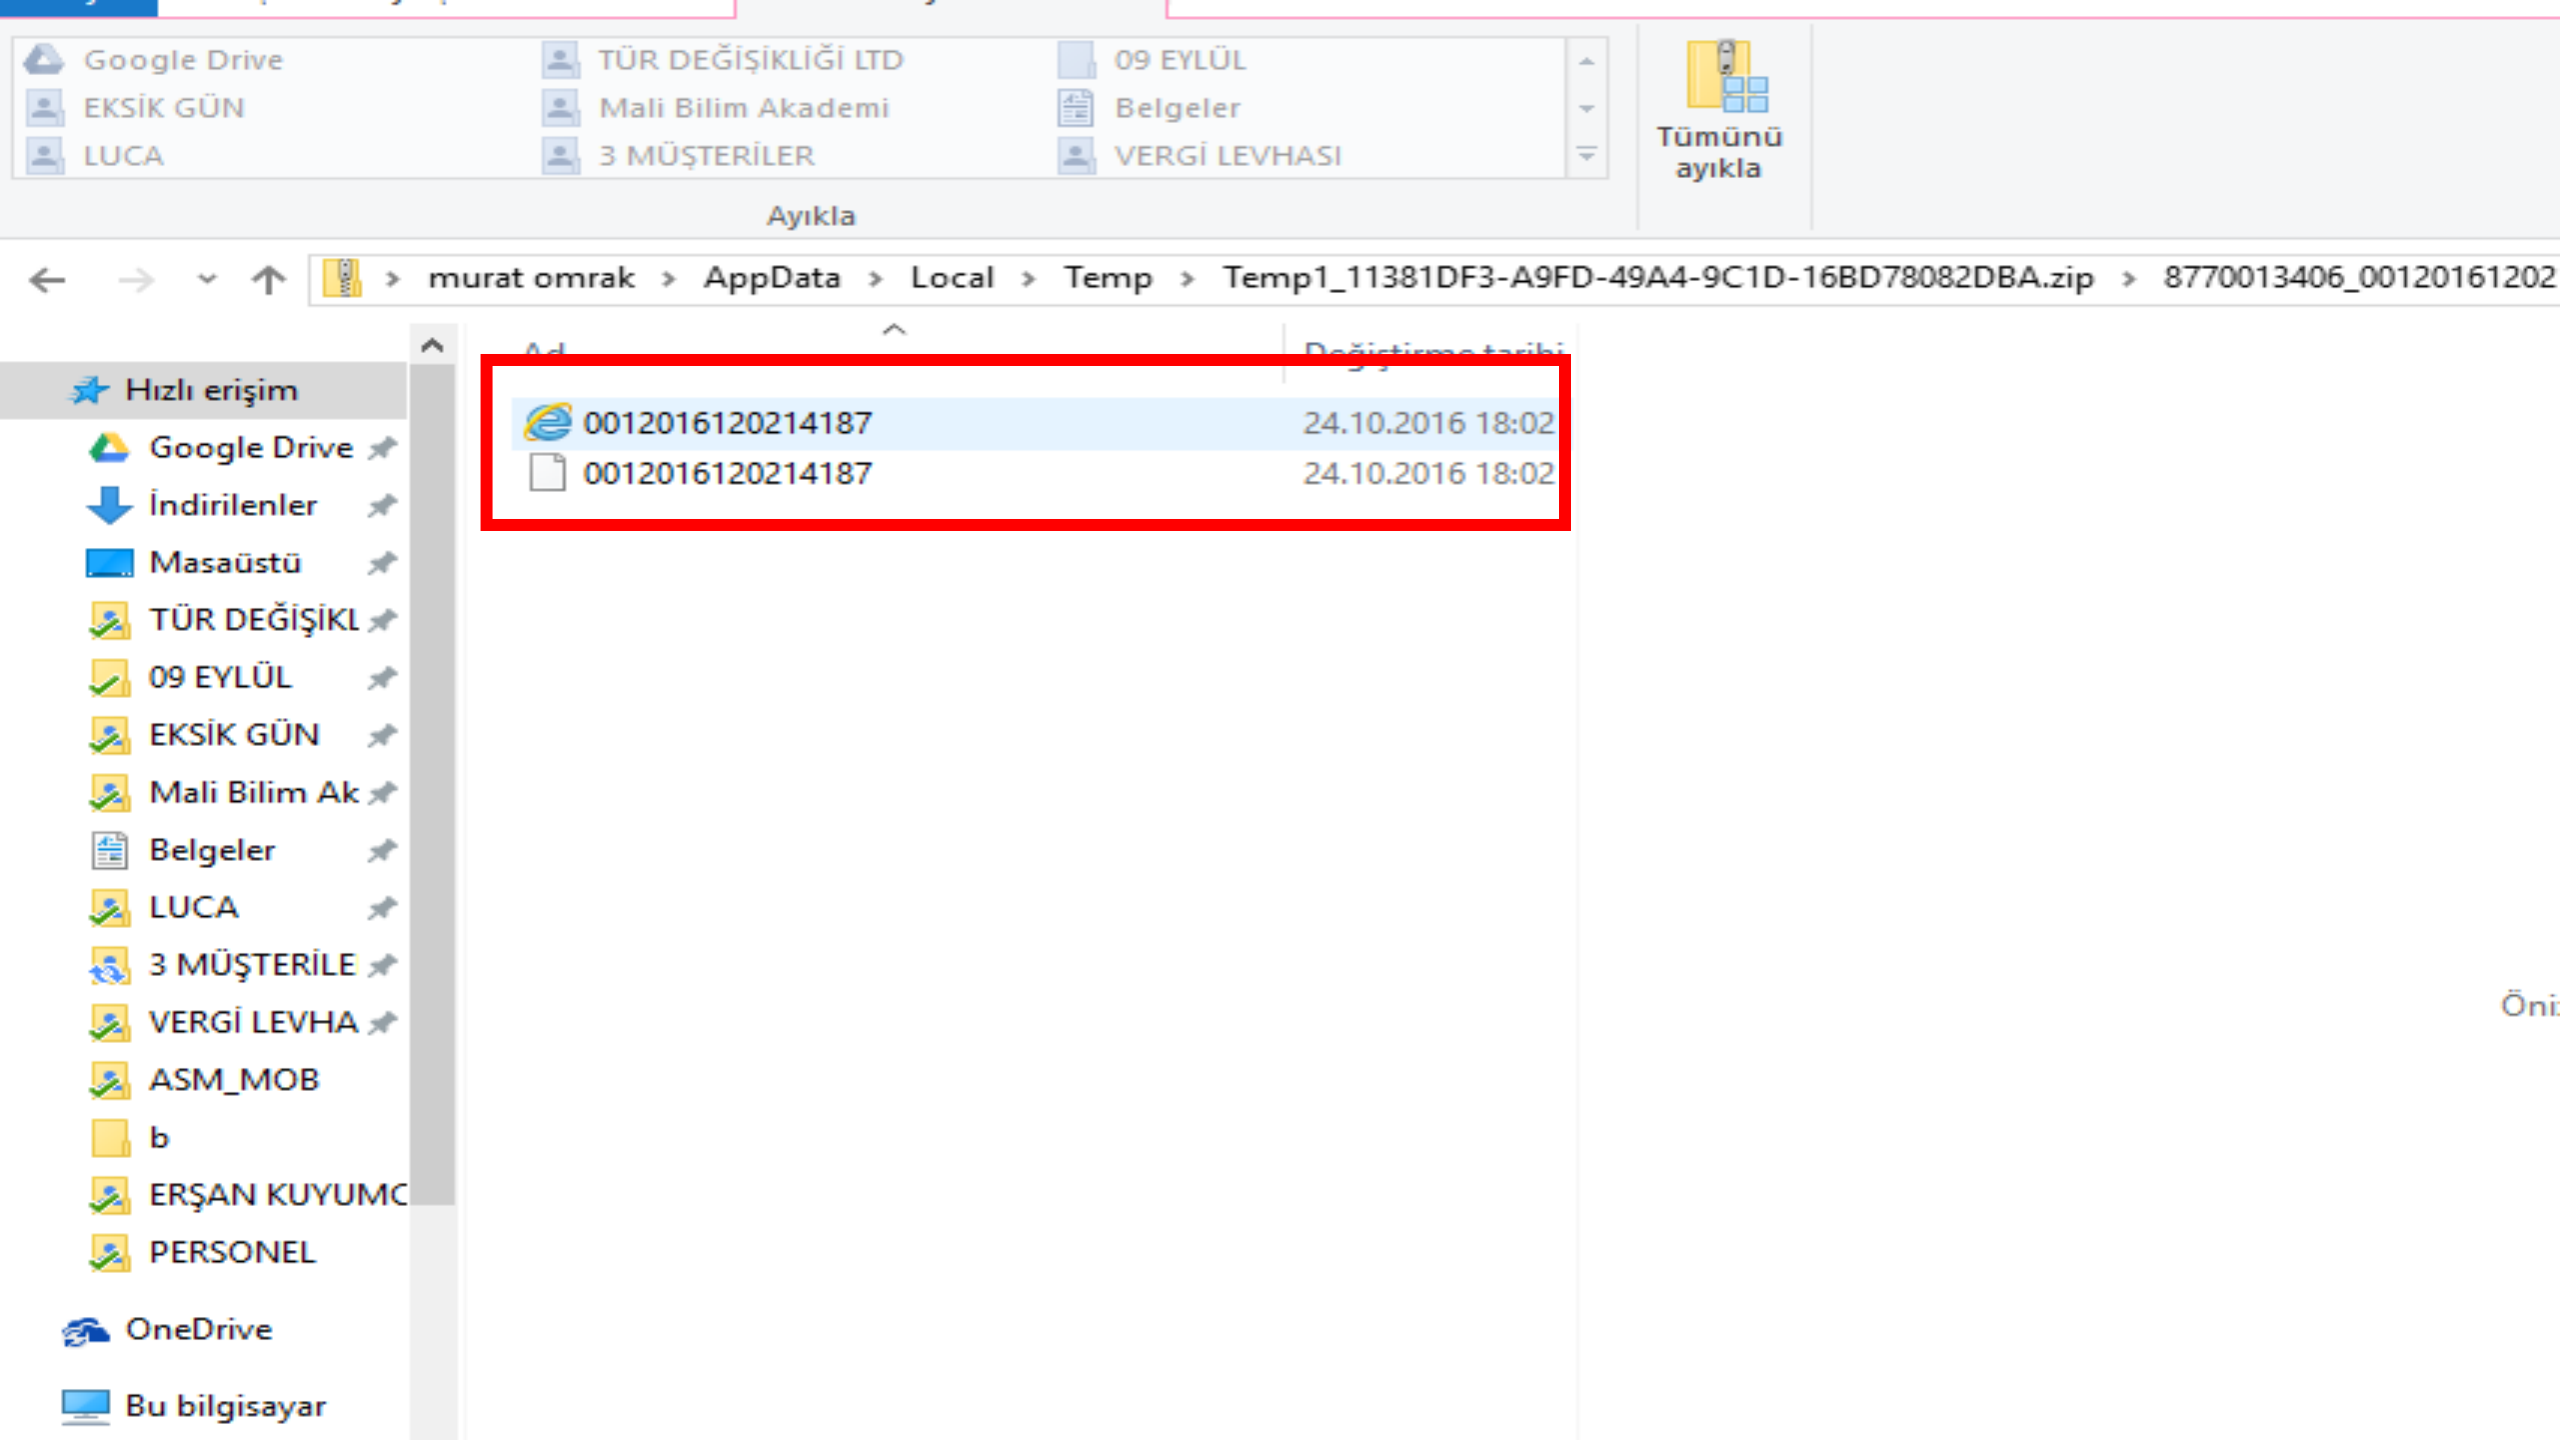 Google Drive
TÜR DEĞİŞİKLİĞİ LTD
09 EYLÜL
EKSİK GÜN
Mali Bilim Akademi
Belgeler
LUCA
3 MÜŞTERİLER
VERGİ LEVHASI
Tümünü
ayıkla
Ayıkla
murat omrak > AppData > Local > Temp > Temp1_11381DF3-A9FD-49A4-9C1D-16BD78082DBA.zip > 8770013406_00120161202
Ad
Değiştirme tarihi
0012016120214187
24.10.2016 18:02
0012016120214187
24.10.2016 18:02
Hızlı erişim
Google Drive
İndirilenler
Masaüstü
TÜR DEĞİŞİKL
09 EYLÜL
EKSİK GÜN
Mali Bilim Ak
Belgeler
LUCA
3 MÜŞTERİLE
VERGİ LEVHA
ASM_MOB
b
ERŞAN KUYUMC
PERSONEL
OneDrive
Bu bilgisayar
Öni